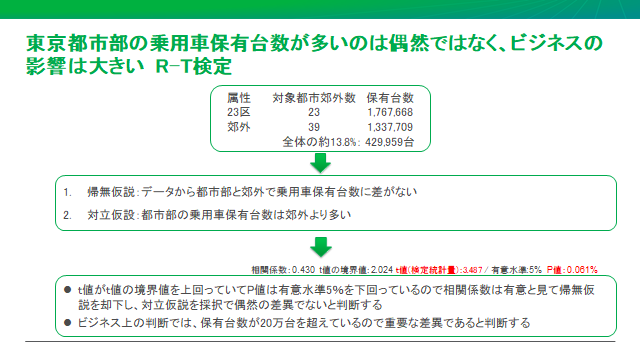 東京都市部の乗用車保有台数が多いのは偶然ではなく、ビジネスの
影響は大きい R-T検定
属性 対象都市郊外数 保有台数
23区 23 1,767,668
郊外 39 1,337,709
全体の約13.8%: 429,959台
1. 帰無仮説:データから都市部と郊外で乗用車保有台数に差がない
2. 対立仮説:都市部の乗用車保有台数は郊外より多い
相関係数:0.430 t値の境界値:2.024 t値(検定統計量):3.487 / 有意水準:5% P値:0.061%
● t値がt値の境界値を上回っていてP値は有意水準5%を下回っているので相関係数は有意と見て帰無仮
説を却下し、対立仮説を採択で偶然の差異でないと判断する
● ビジネス上の判断では、保有台数が20万台を超えているので重要な差異であると判断する